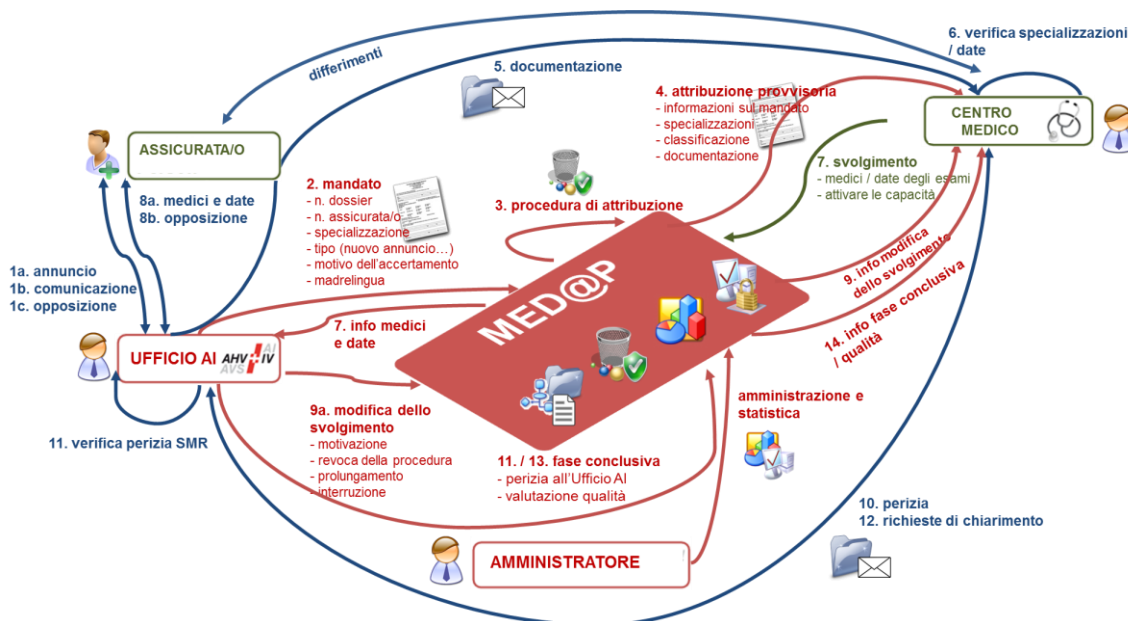 6. verifica specializzazioni
/ date
differimenti
5. documentazione
4. attribuzione provvisoria
- informazioni sul mandato
- specializzazioni
- classificazione
- documentazione
CENTRO
MEDICO
ASSICURATA/O
7. svolgimento
- medici / date degli esami
- attivare le capacità
8a. medici e date
8b. opposizione
2. mandato
- n. dossier
- n. assicurata/o
- specializzazione
- tipo (nuovo annuncio...)
- motivo dell'accertamento
- madrelingua
3. procedura di attribuzione
1a. annuncio
1b. comunicazione
1c. opposizione
MED@P
9. info modifica
dello svolgimento
7. info medici
e date
14. info fase conclusiva
/ qualità
UFFICIO AI
AI
AHV IV
AVS
9a. modifica dello
svolgimento
- motivazione
- revoca della procedura
- prolungamento
- interruzione
amministrazione e
statistica
11. verifica perizia SMR
11. / 13. fase conclusiva
- perizia all'Ufficio AI
- valutazione qualità
10. perizia
12. richieste di chiarimento
AMMINISTRATORE